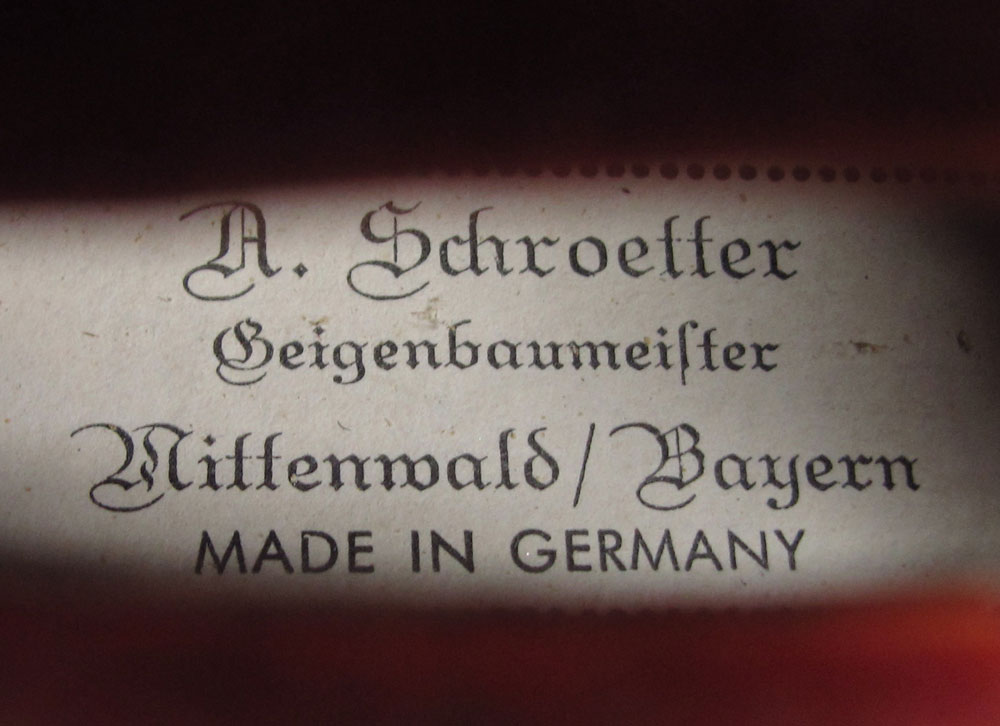 A. Schroetter
Geigenbaumeiſter
Mittenwald/Bayern
MADE IN GERMANY